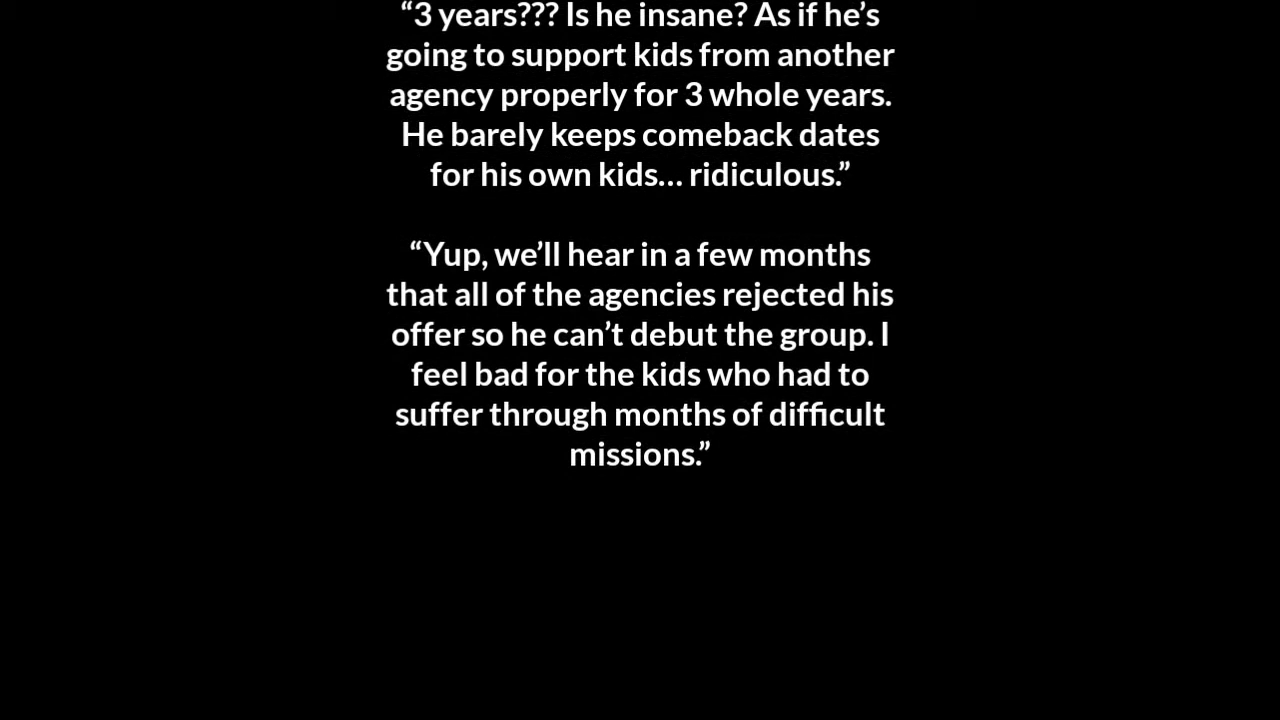 “3 years??? Is he insane? As if he’s
going to support kids from another
agency properly for 3 whole years.
He barely keeps comeback dates
for his own kids… ridiculous.”
“Yup, we’ll hear in a few months
that all of the agencies rejected his
offer so he can’t debut the group. I
feel bad for the kids who had to
suffer through months of difficult
missions.”